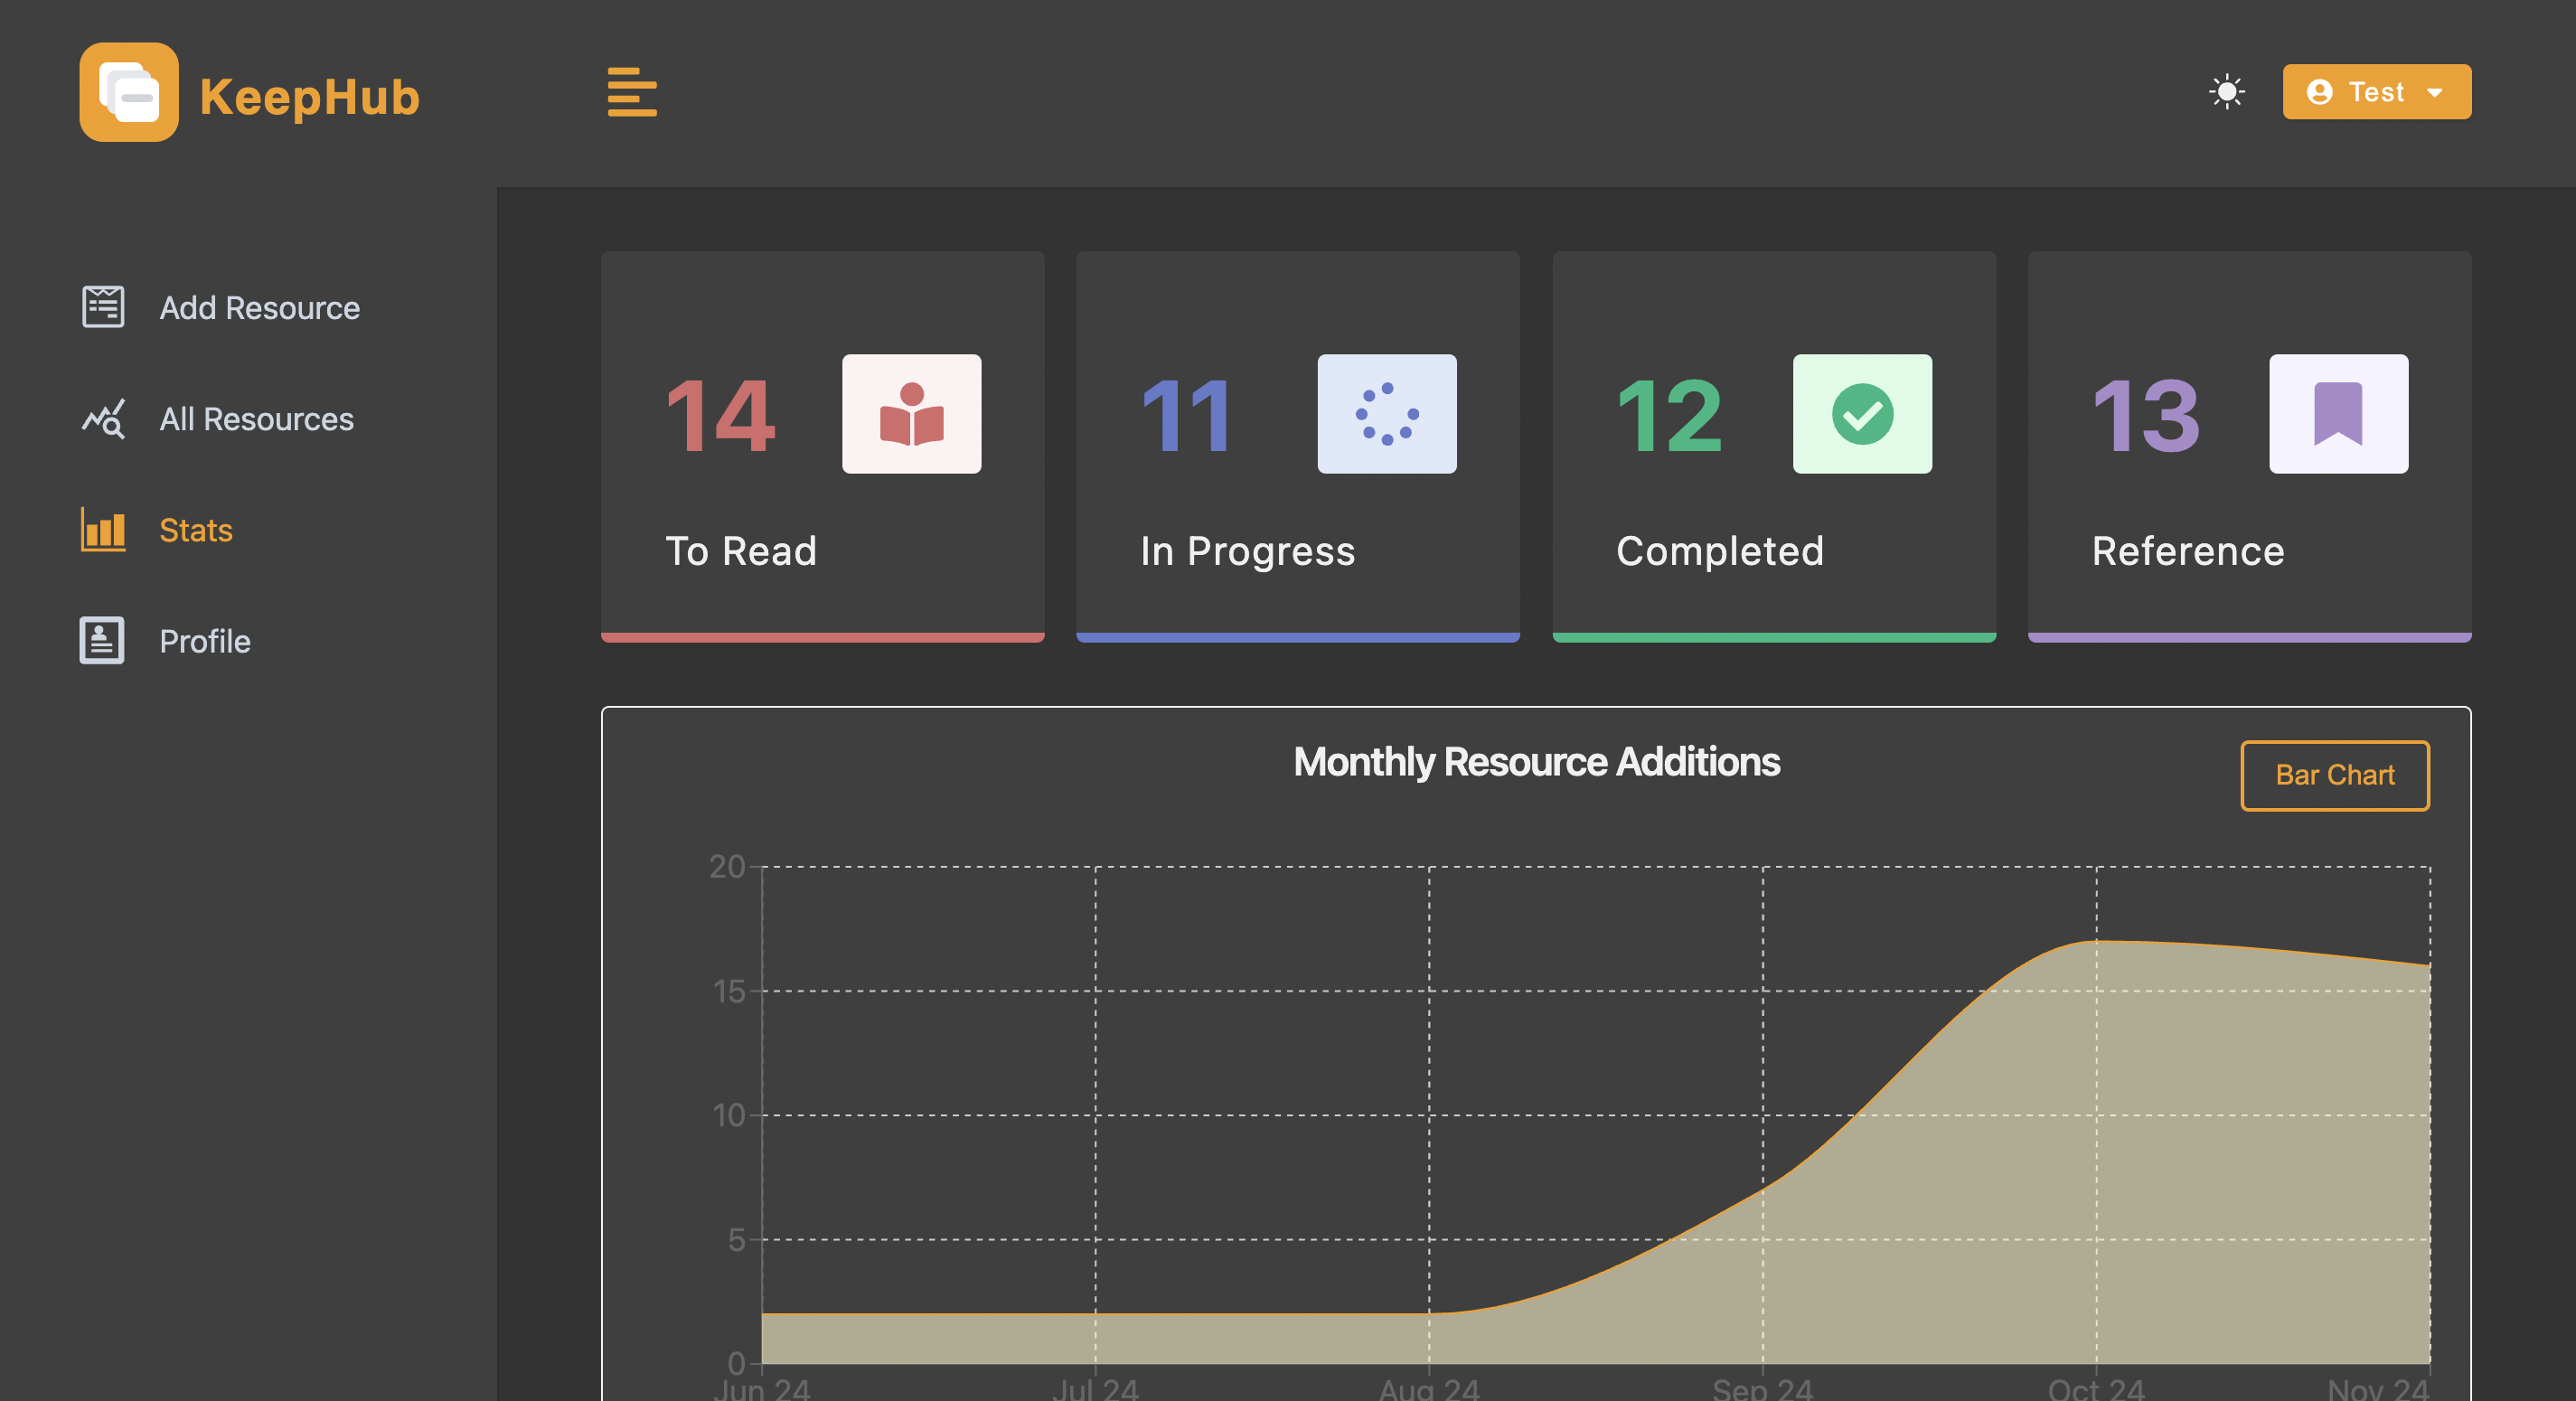 KeepHub
Test
Add Resource
All Resources
Stats
Profile
14
To Read
11
In Progress
12
Completed
13
Reference
Monthly Resource Additions
Bar Chart
20
15
10
5
0
Jun 24 Jul 24 Aug 24 Sep 24 Oct 24 Nov 24